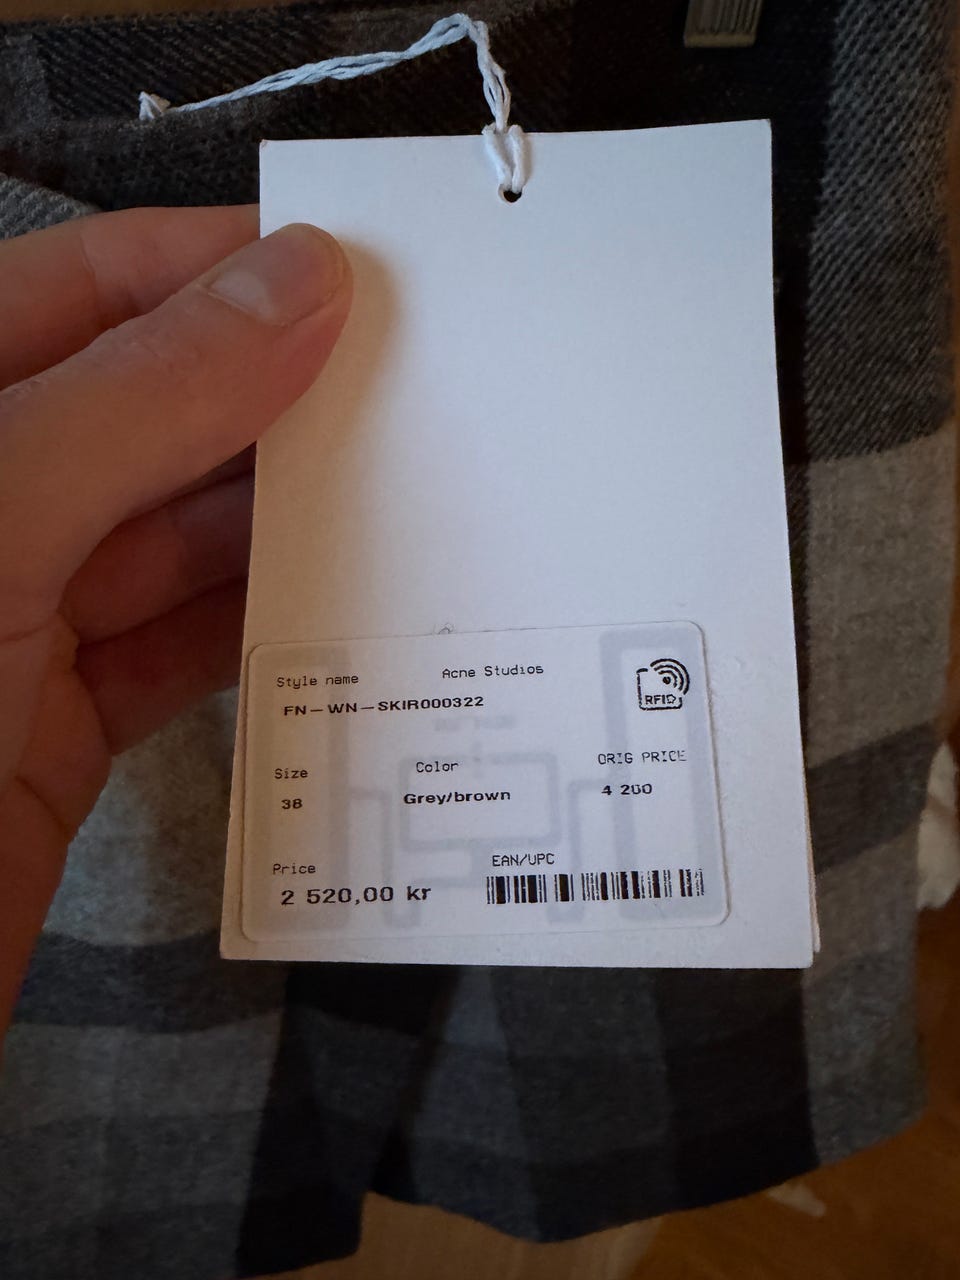 Style name
Acne Studios
FN-WN-SKIR000322
RFID
Size
Color
ORIG PRICE
38
Grey/brown
4 200
Price
EAN/UPC
2 520,00 kr